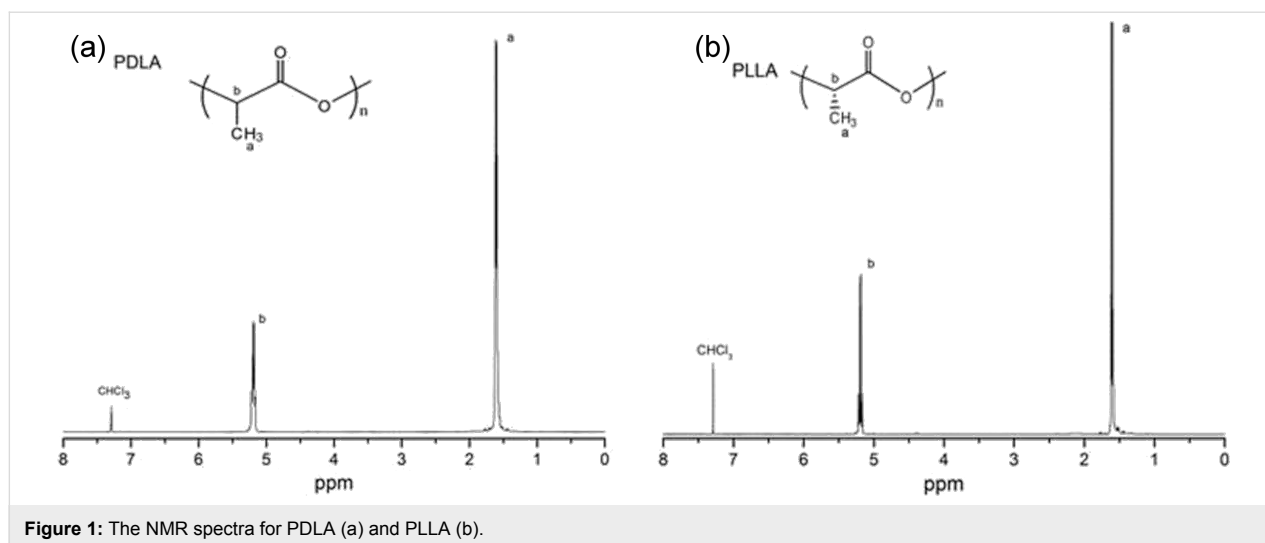 (a)
PDLA
O
b
O
n
CH3
a
a
b
CHCl3
8 7 6 5 4 3 2 1 0
ppm
(b)
PLLA
O
b
O
n
CH3
a
a
b
CHCl3
8 7 6 5 4 3 2 1 0
ppm
Figure 1: The NMR spectra for PDLA (a) and PLLA (b).